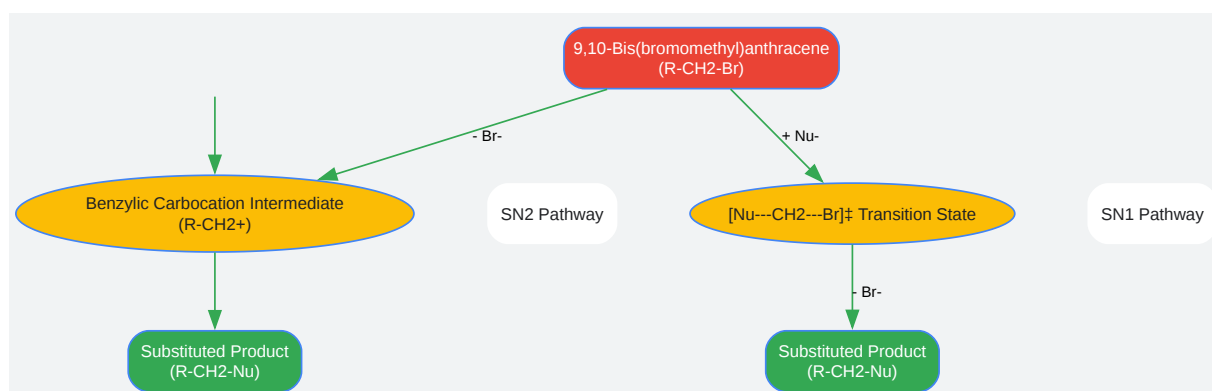 9,10-Bis(bromomethyl)anthracene
(R-CH2-Br)
- Br-
+ Nu-
Benzylic Carbocation Intermediate
(R-CH2+)
SN2 Pathway
[Nu---CH2---Br]‡ Transition State
SN1 Pathway
- Br-
Substituted Product
(R-CH2-Nu)
Substituted Product
(R-CH2-Nu)